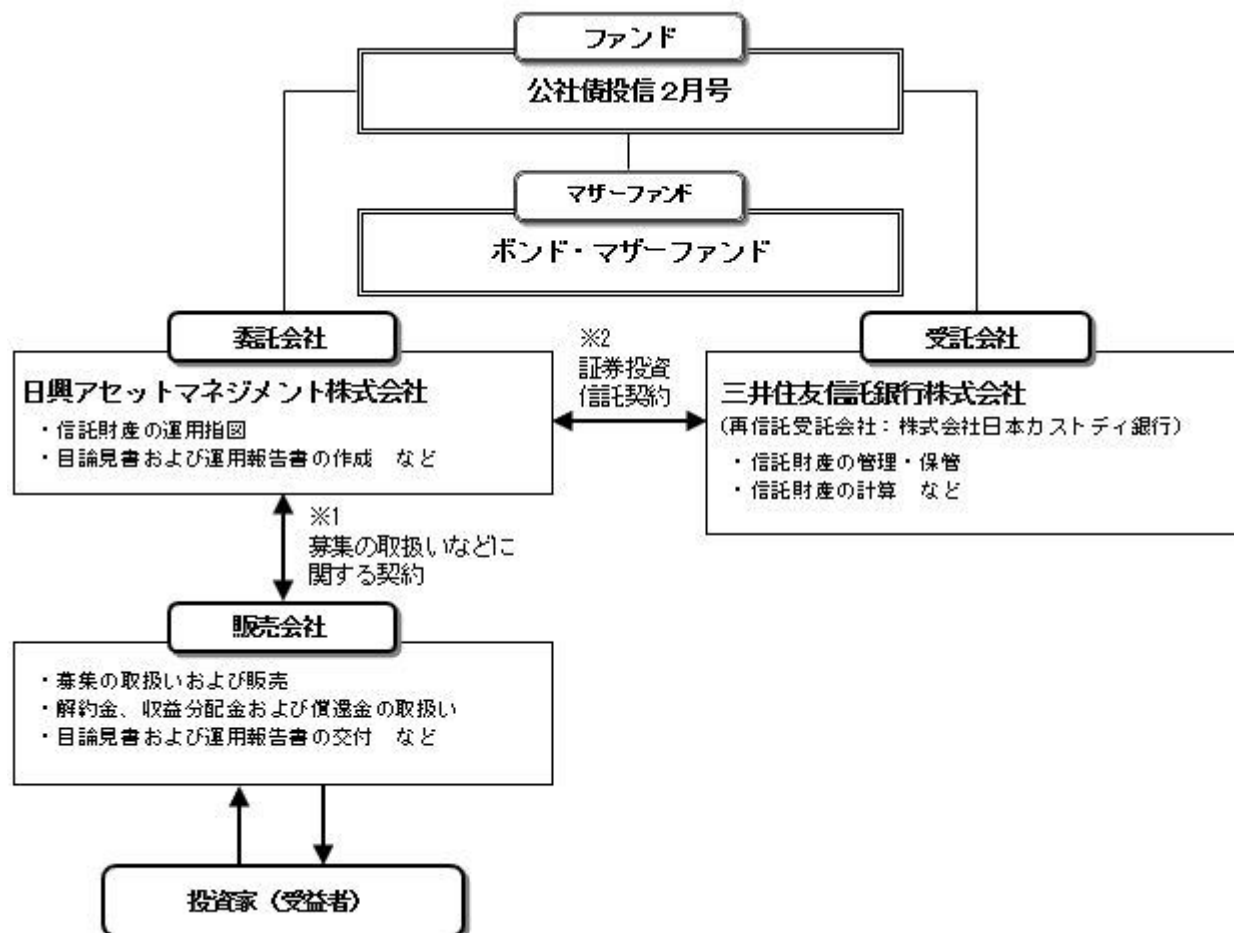 ファンド
公社債投信2月号
マザーファンド
ボンド・マザーファンド
委託会社
日興アセットマネジメント株式会社
・信託財産の運用指図
・目論見書および運用報告書の作成　など
※2
証券投資
信託契約
受託会社
三井住友信託銀行株式会社
(再信託受託会社：株式会社日本カストディ銀行)
・信託財産の管理・保管
・信託財産の計算　など
※1
募集の取扱いなどに
関する契約
販売会社
・募集の取扱いおよび販売
・解約金、収益分配金および償還金の取扱い
・目論見書および運用報告書の交付　など
投資家（受益者）